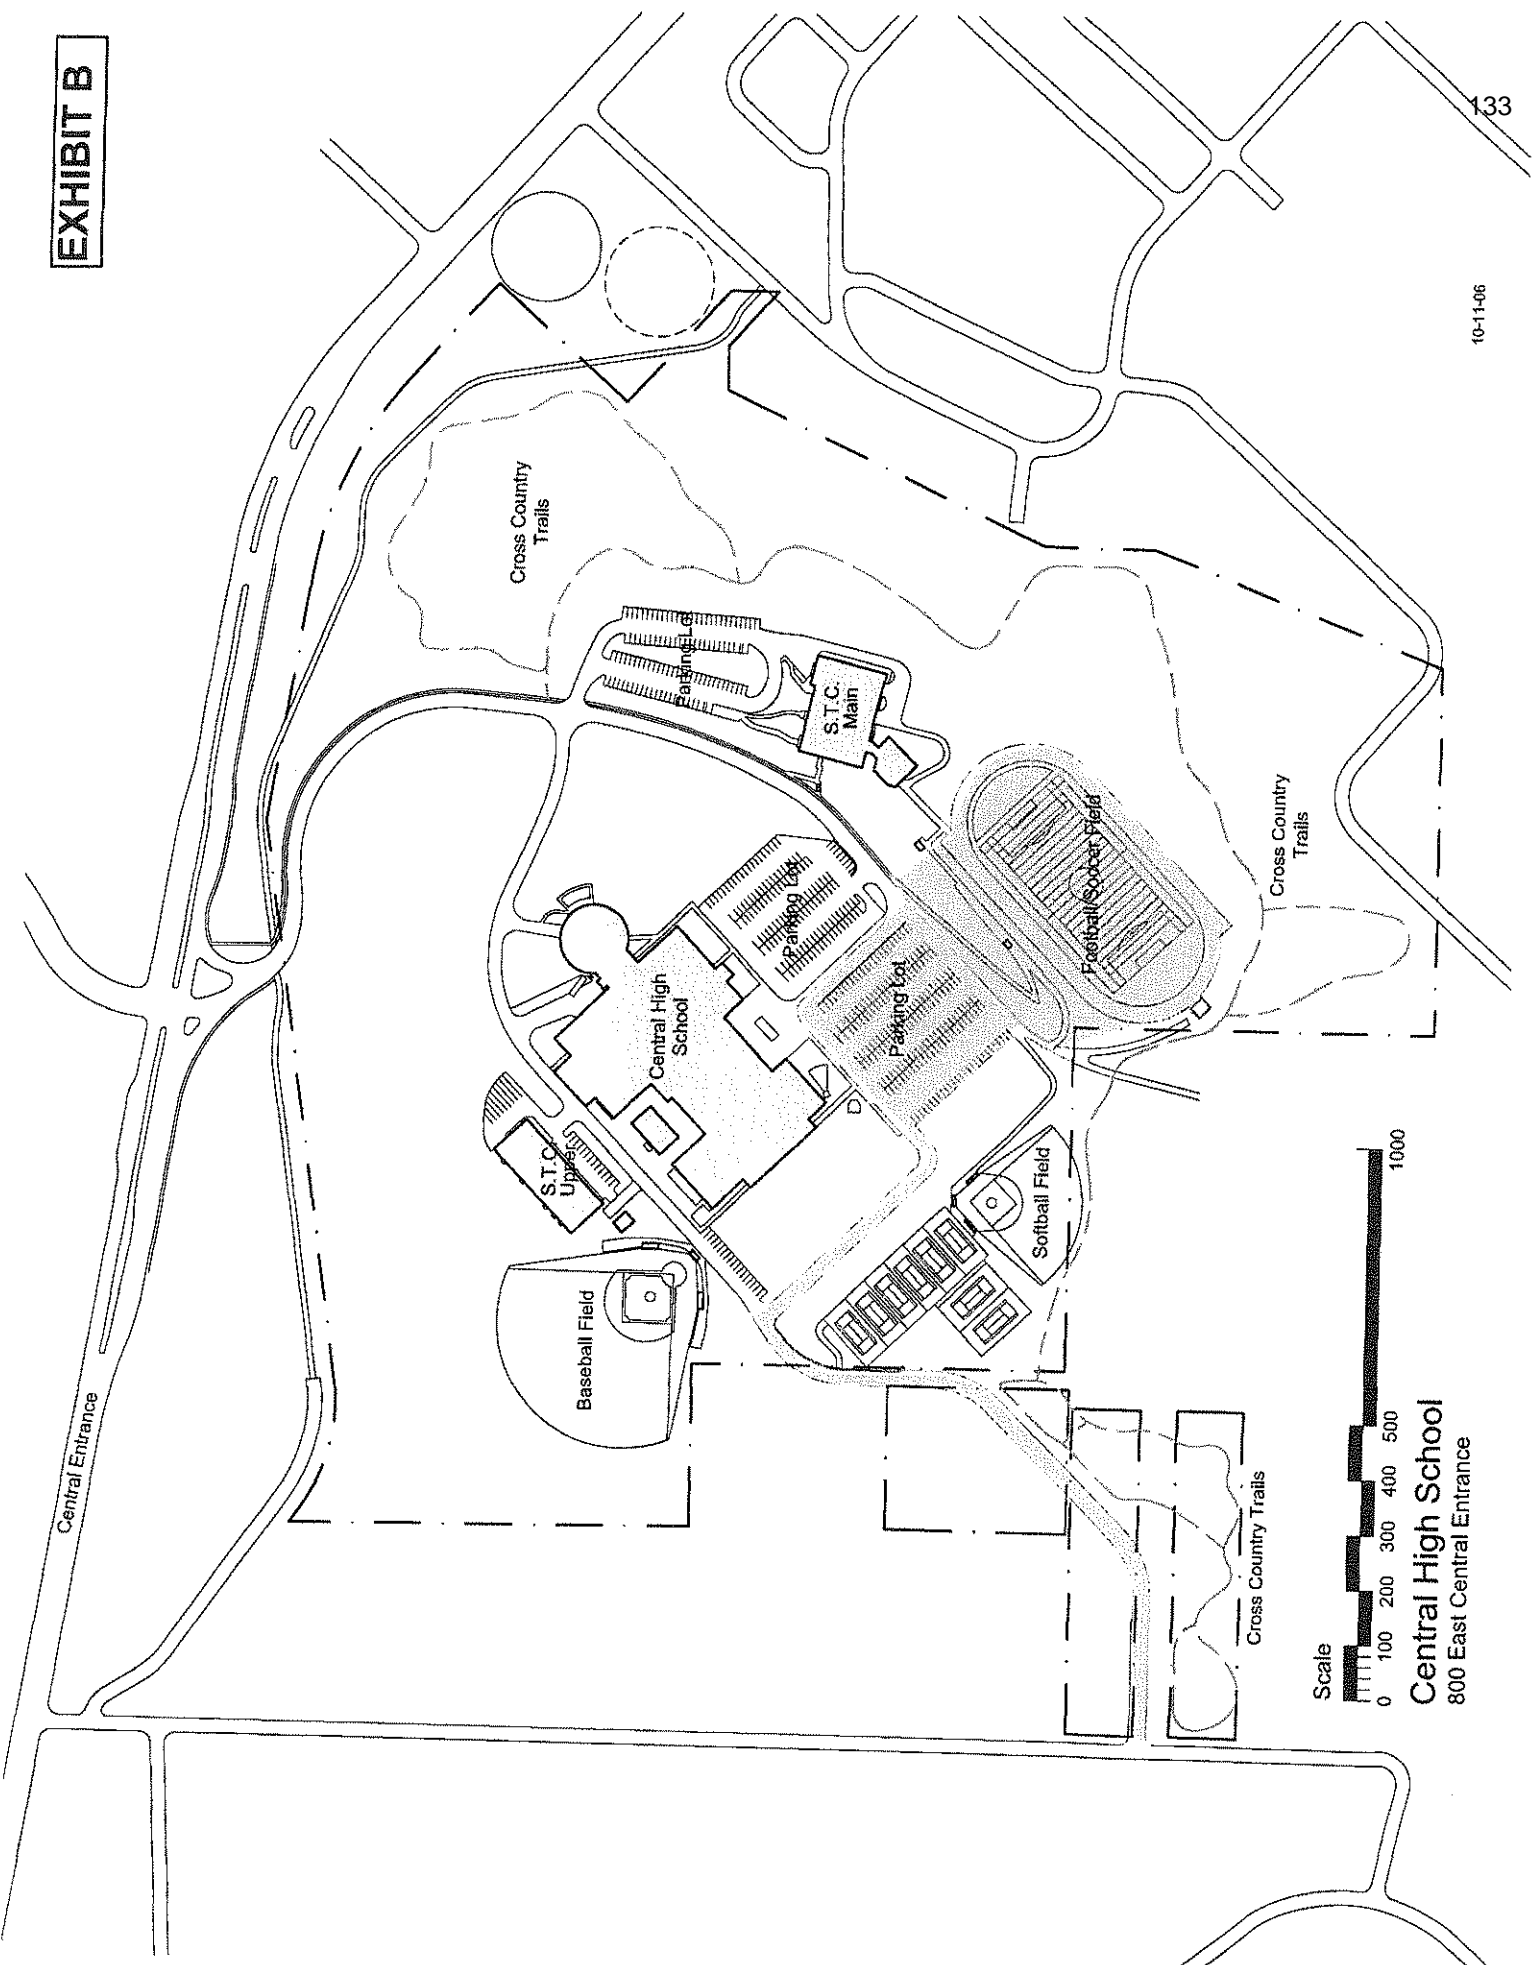 EXHIBIT B
133
10-11-06
Central Entrance
Cross Country
Trails
Parking Lot
S.T.C.
Main
Parking Lot
Central High
School
Parking Lot
Football/Soccer Field
Cross Country
Trails
S.T.C.
Upper
Baseball Field
Softball Field
Cross Country Trails
Scale
0 100 200 300 400 500 1000
Central High School
800 East Central Entrance